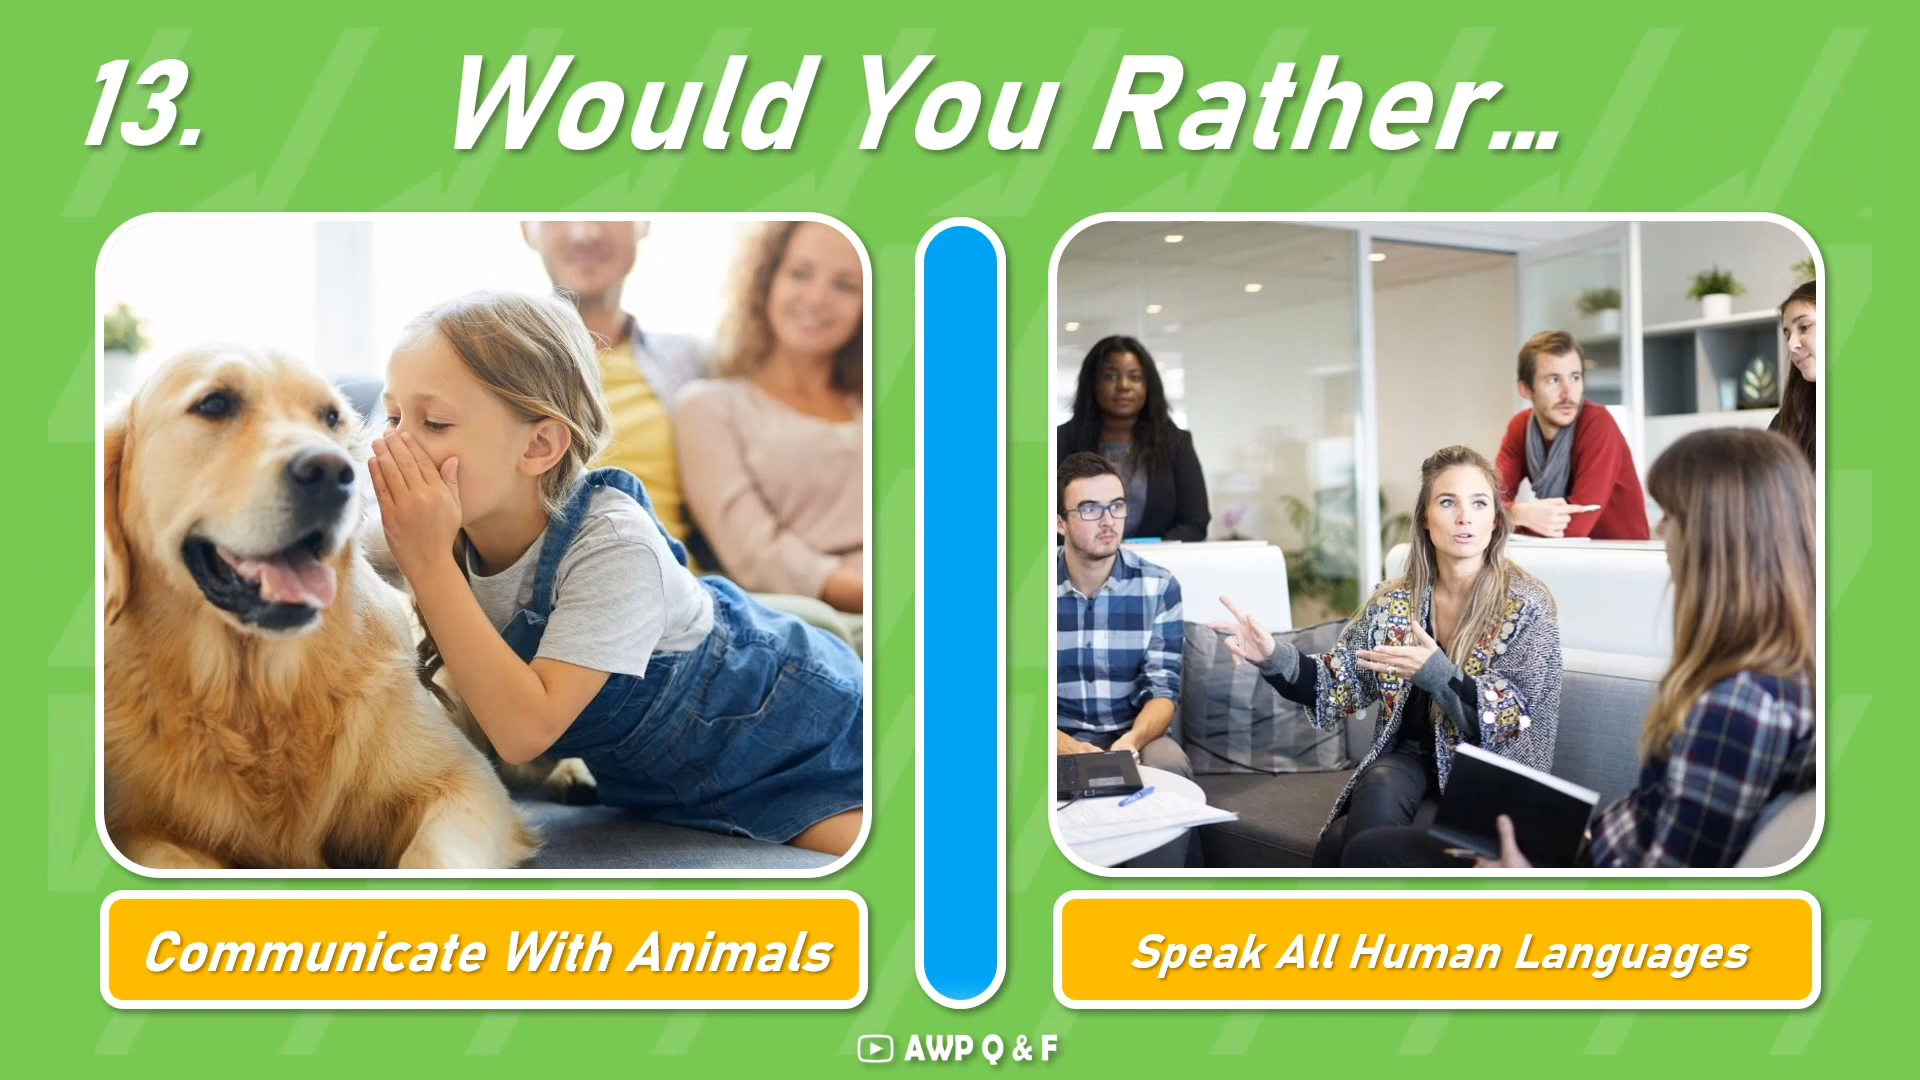 13.
Would You Rather...
Communicate With Animals
Speak All Human Languages
AWP Q & F